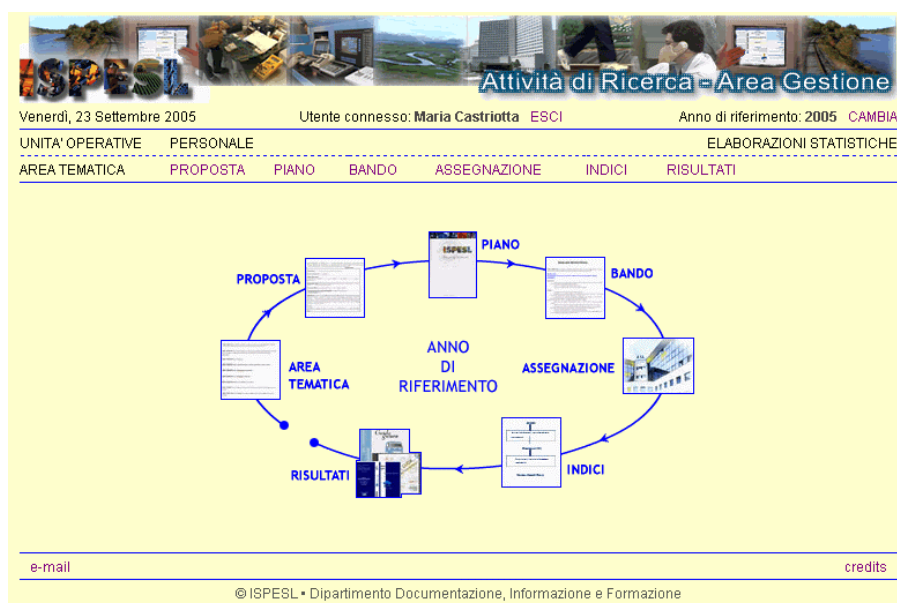 ISPESL
Attività di Ricerca - Area Gestione
Venerdì, 23 Settembre 2005 Utente connesso: Maria Castriotta ESCI Anno di riferimento: 2005 CAMBIA
UNITA' OPERATIVE PERSONALE ELABORAZIONI STATISTICHE
AREA TEMATICA PROPOSTA PIANO BANDO ASSEGNAZIONE INDICI RISULTATI
ISPESL
PIANO
PROPOSTA
BANDO
ANNO
DI
RIFERIMENTO
AREA
TEMATICA
ASSEGNAZIONE
RISULTATI
INDICI
e-mail credits
© ISPESL • Dipartimento Documentazione, Informazione e Formazione